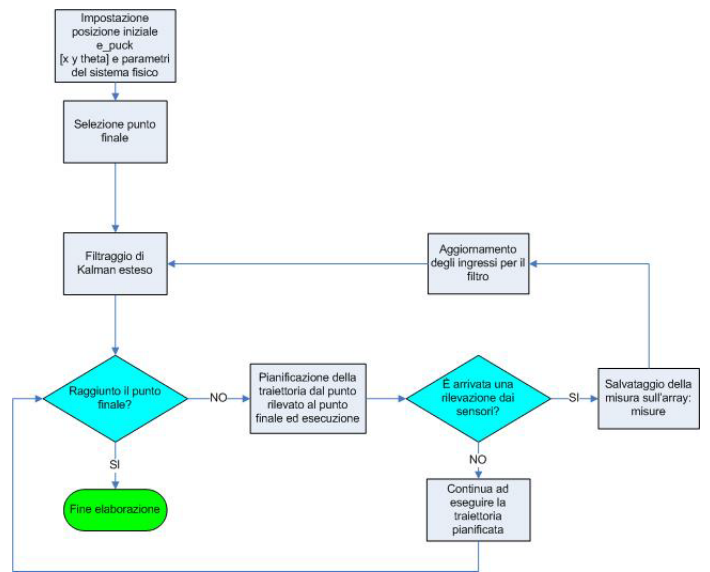 Impostazione
posizione iniziale
e_puck
[x y theta] e parametri
del sistema fisico
Selezione punto
finale
Filtraggio di
Kalman esteso
Aggiornamento
degli ingressi per il
filtro
Raggiunto il punto
finale?
NO
Pianificazione della
traiettoria dal punto
rilevato al punto
finale ed esecuzione
É arrivata una
rilevazione dai
sensori?
SI
Salvataggio della
misura sull'array:
misure
SI
NO
Fine elaborazione
Continua ad
eseguire la
traiettoria
pianificata